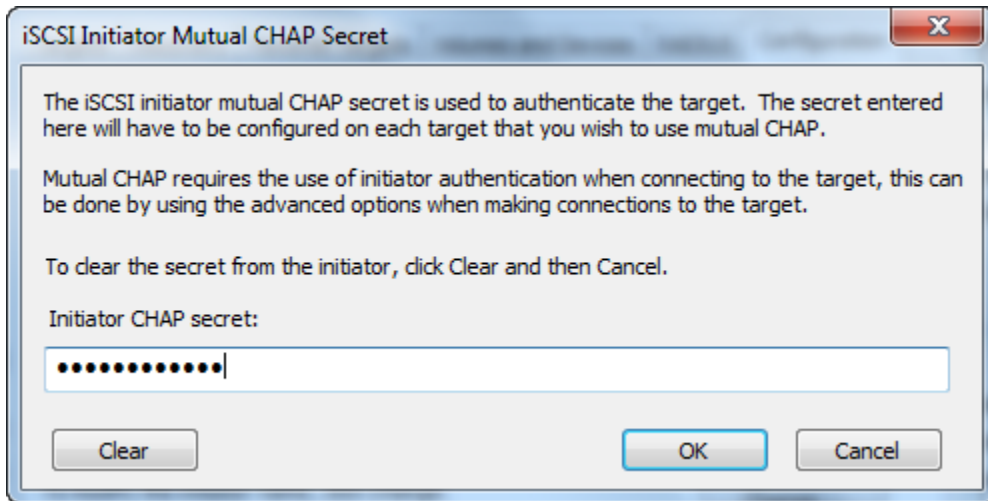 iSCSI Initiator Mutual CHAP Secret
The iSCSI initiator mutual CHAP secret is used to authenticate the target.  The secret entered
here will have to be configured on each target that you wish to use mutual CHAP.
Mutual CHAP requires the use of initiator authentication when connecting to the target, this can
be done by using the advanced options when making connections to the target.
To clear the secret from the initiator, click Clear and then Cancel.
Initiator CHAP secret:
••••••••••••
Clear OK Cancel